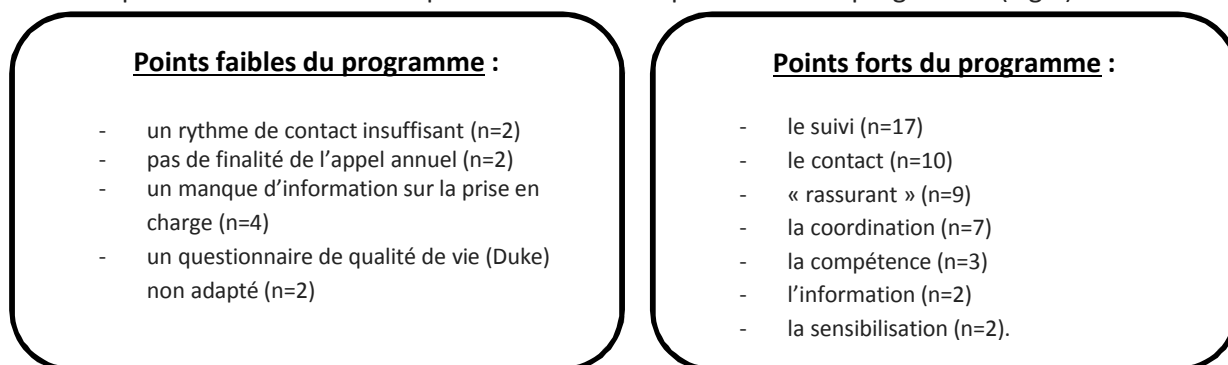 Points faibles du programme :
- un rythme de contact insuffisant (n=2)
- pas de finalité de l’appel annuel (n=2)
- un manque d’information sur la prise en
charge (n=4)
- un questionnaire de qualité de vie (Duke)
non adapté (n=2)
Points forts du programme :
- le suivi (n=17)
- le contact (n=10)
- « rassurant » (n=9)
- la coordination (n=7)
- la compétence (n=3)
- l’information (n=2)
- la sensibilisation (n=2).